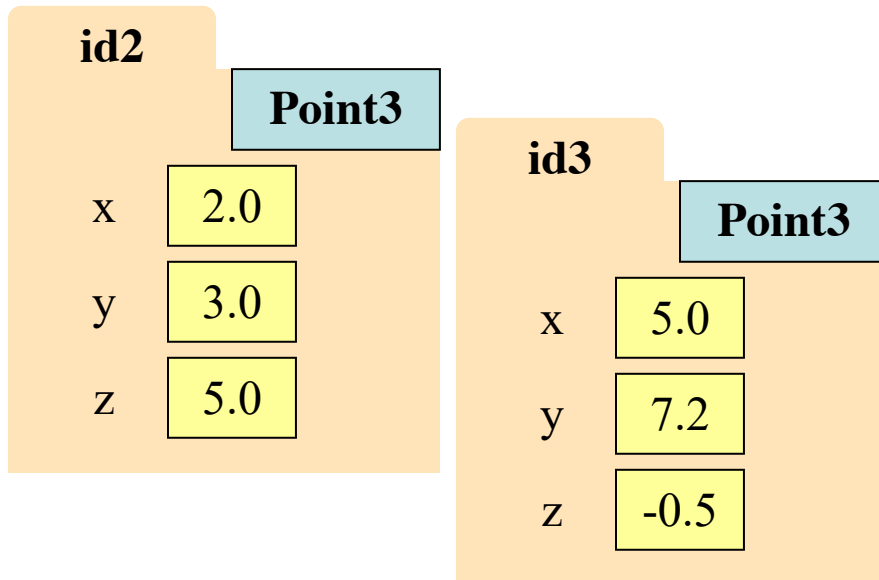 id2
Point3
x 2.0
y 3.0
z 5.0
id3
Point3
x 5.0
y 7.2
z -0.5